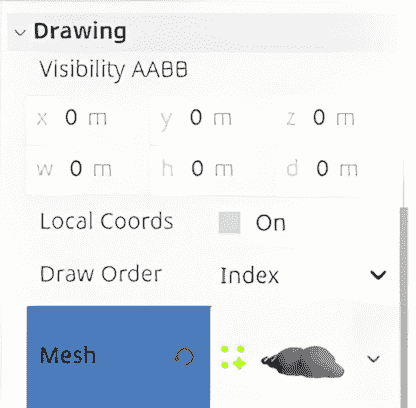 Drawing
Visibility AABB
x 0 m y 0 m z 0 m
w 0 m h 0 m d 0 m
Local Coords On
Draw Order Index
Mesh